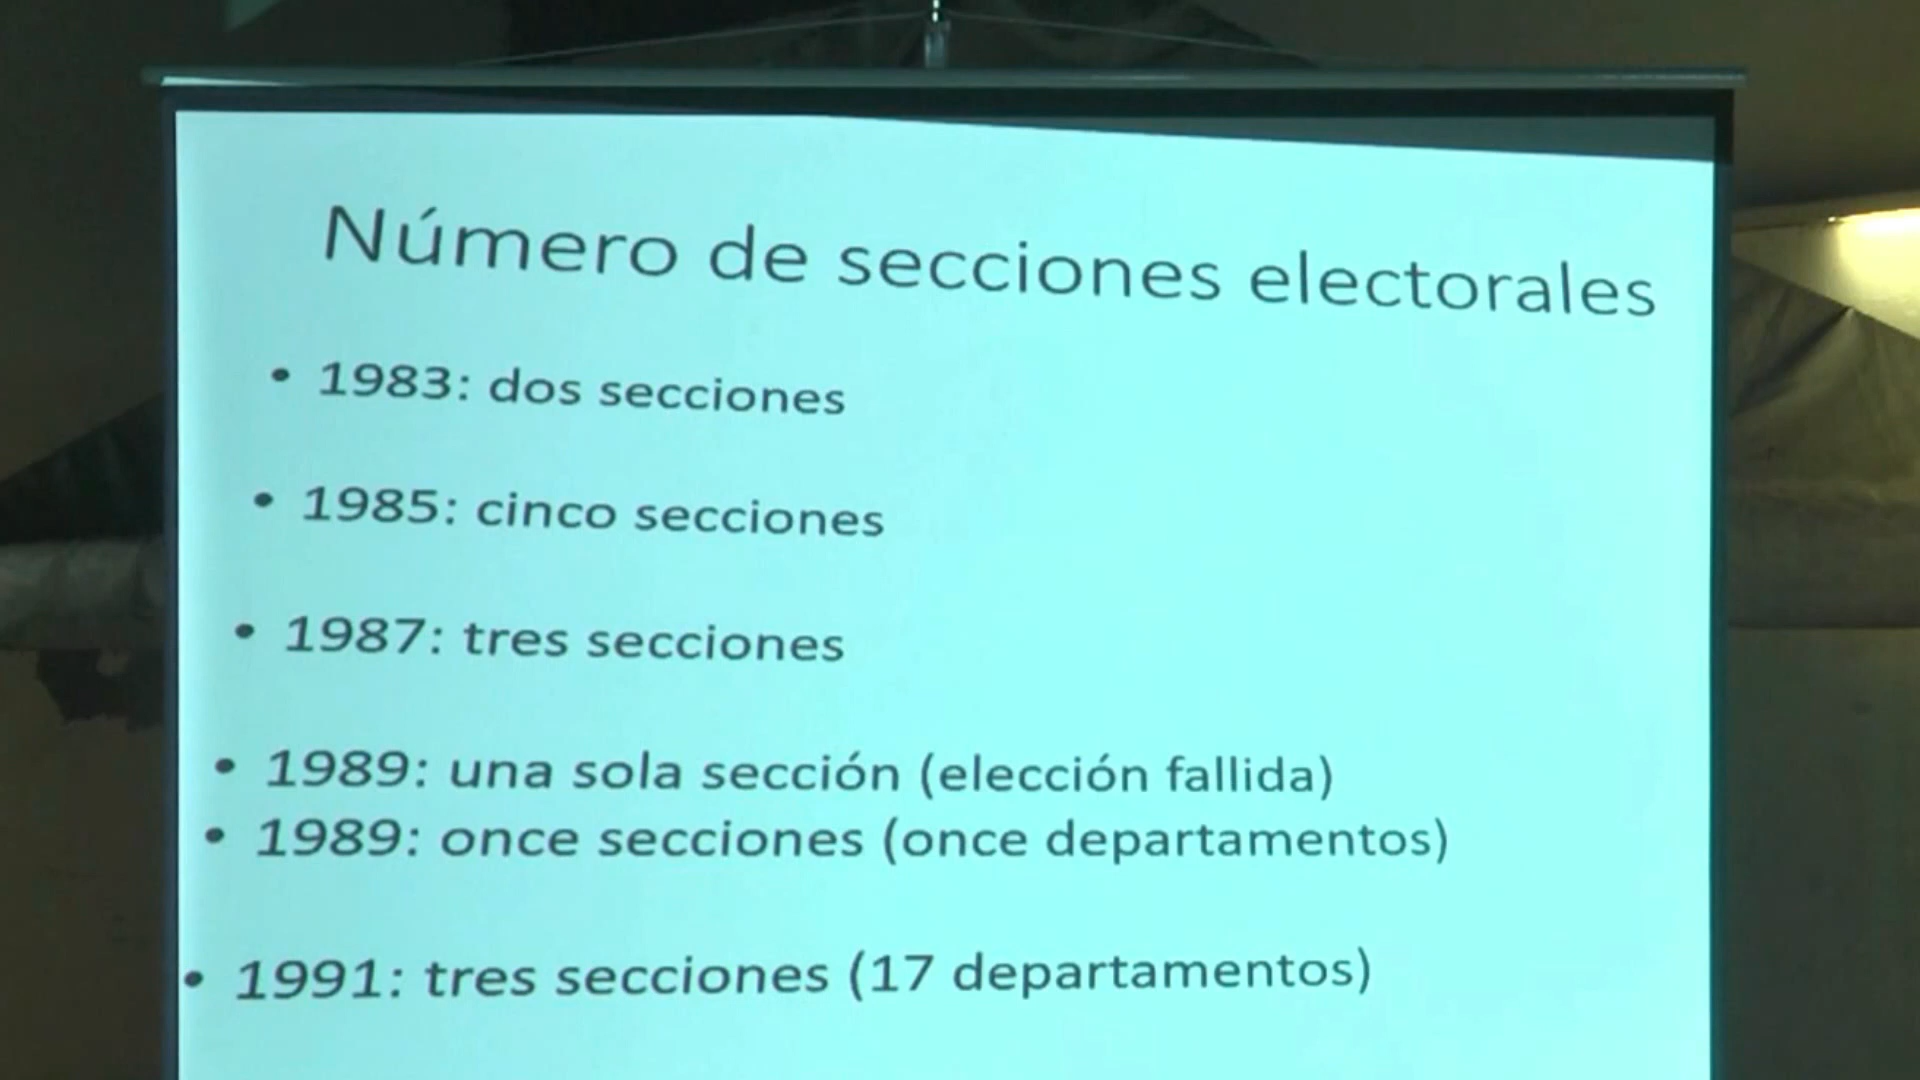 Número de secciones electorales
• 1983: dos secciones
• 1985: cinco secciones
• 1987: tres secciones
• 1989: una sola sección (elección fallida)
• 1989: once secciones (once departamentos)
• 1991: tres secciones (17 departamentos)